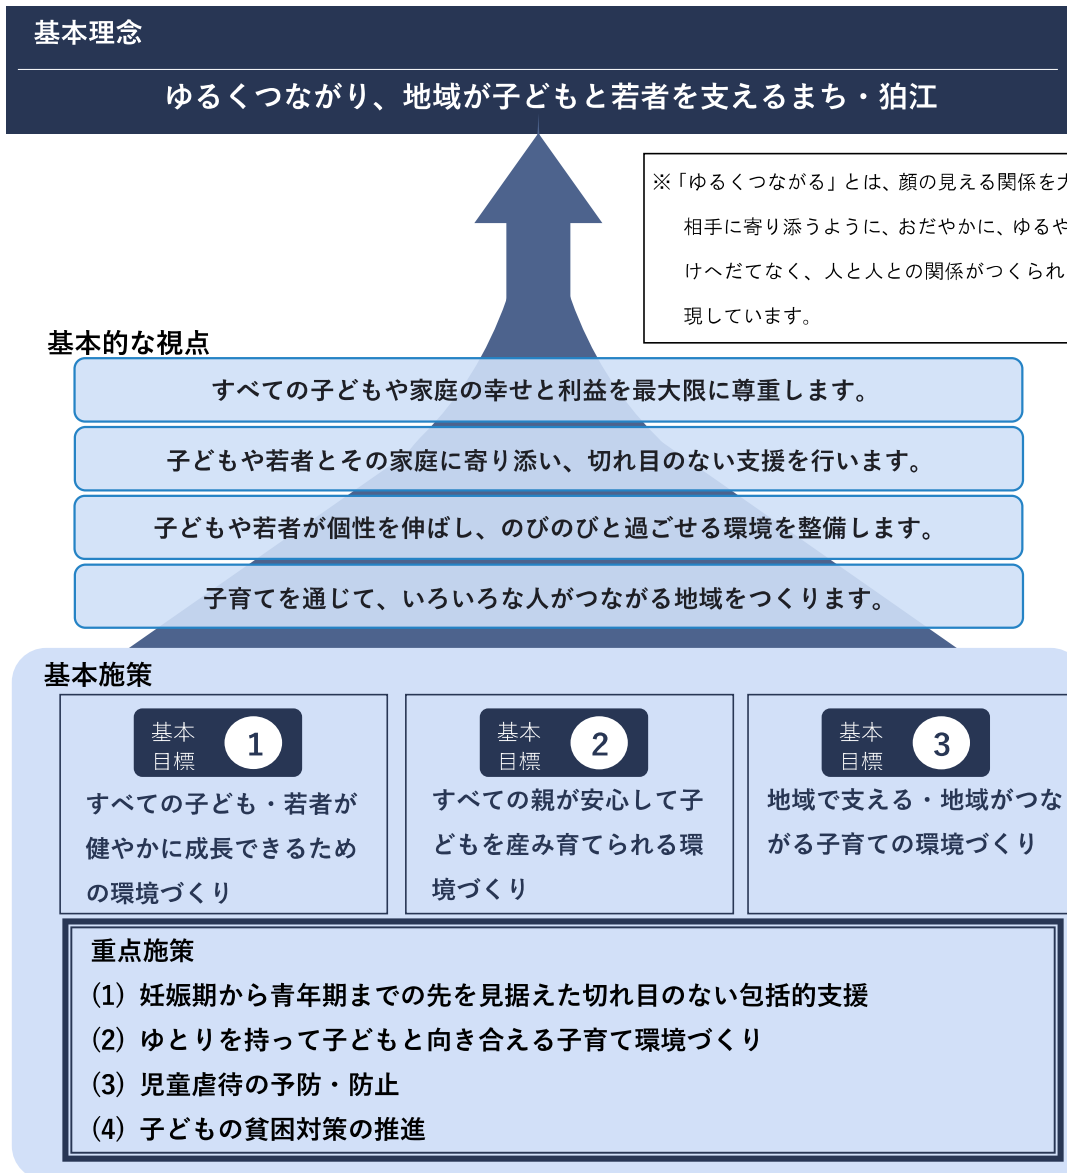 基本理念
ゆるくつながり、地域が子どもと若者を支えるまち・狛江
※「ゆるくつながる」とは、顔の見える関係を
相手に寄り添うように、おだやかに、ゆるや
けへだてなく、人と人との関係がつくられ
現しています。
基本的な視点
すべての子どもや家庭の幸せと利益を最大限に尊重します。
子どもや若者とその家庭に寄り添い、切れ目のない支援を行います。
子どもや若者が個性を伸ばし、のびのびと過ごせる環境を整備します。
子育てを通じて、いろいろな人がつながる地域をつくります。
基本施策
基本
目標
1
すべての子ども・若者が
健やかに成長できるため
の環境づくり
基本
目標
2
すべての親が安心して子
どもを産み育てられる環
境づくり
基本
目標
3
地域で支える・地域がつな
がる子育ての環境づくり
重点施策
(1) 妊娠期から青年期までの先を見据えた切れ目のない包括的支援
(2) ゆとりを持って子どもと向き合える子育て環境づくり
(3) 児童虐待の予防・防止
(4) 子どもの貧困対策の推進